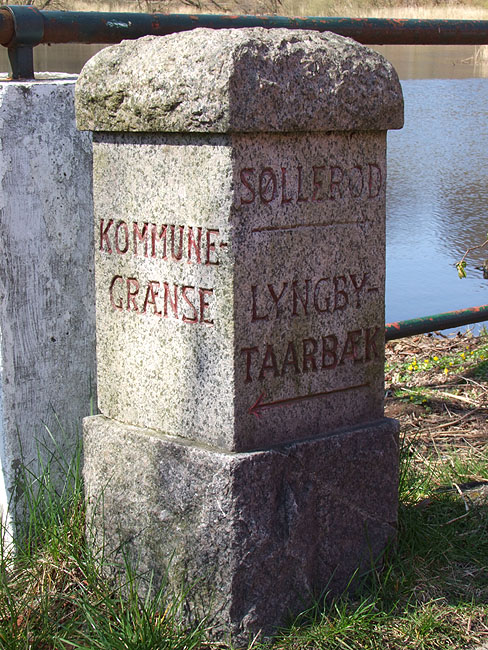 KOMMUNE-
GRÆNSE
SØLLERØD
LYNGBY-
TAARBÆK